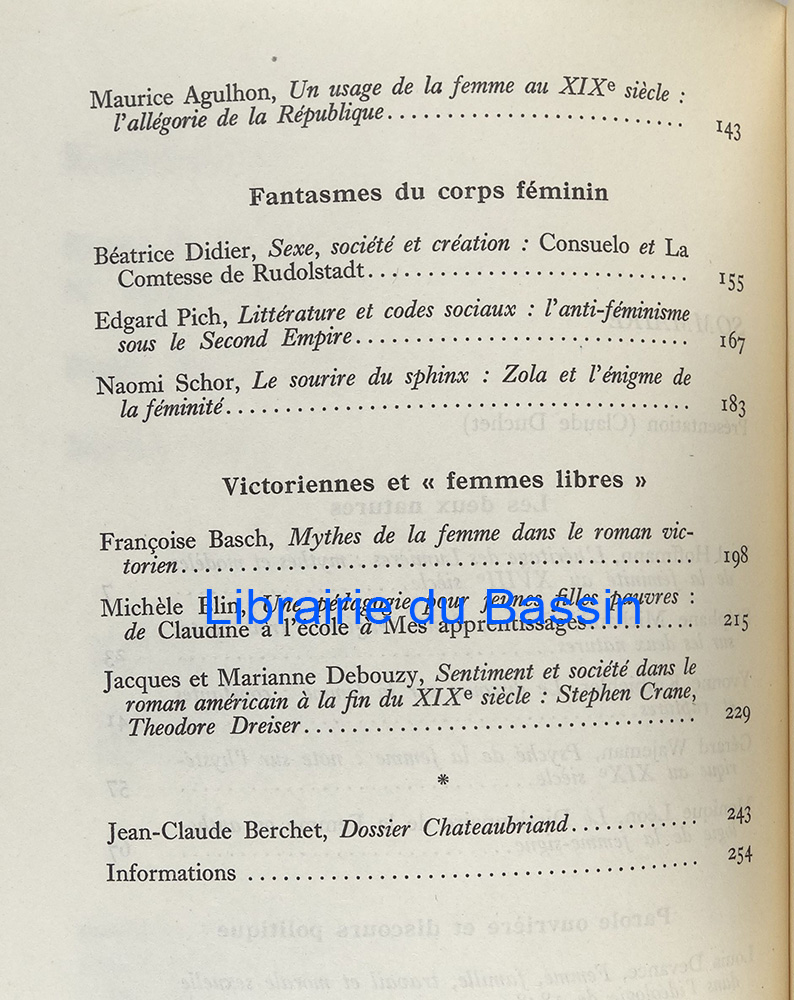 Maurice Agulhon, Un usage de la femme au XIXe siècle :
l'allégorie de la République.......................... 143
Fantasmes du corps féminin
Béatrice Didier, Sexe, société et création : Consuelo et La
Comtesse de Rudolstadt........................... 155
Edgard Pich, Littérature et codes sociaux : l'anti-féminisme
sous le Second Empire............................ 167
Naomi Schor, Le sourire du sphinx : Zola et l'énigme de
la féminité....................................... 183
Victoriennes et « femmes libres »
Françoise Basch, Mythes de la femme dans le roman vic-
torien........................................... 198
Michèle Blin, Une pédagogie pour jeunes filles pauvres :
de Claudine à l'école à Mes apprentissages.......... 215
Librairie du Bassin
Jacques et Marianne Debouzy, Sentiment et société dans le
roman américain à la fin du XIXe siècle : Stephen Crane,
Theodore Dreiser................................. 229
*
Jean-Claude Berchet, Dossier Chateaubriand........... 243
Informations ...................................... 254